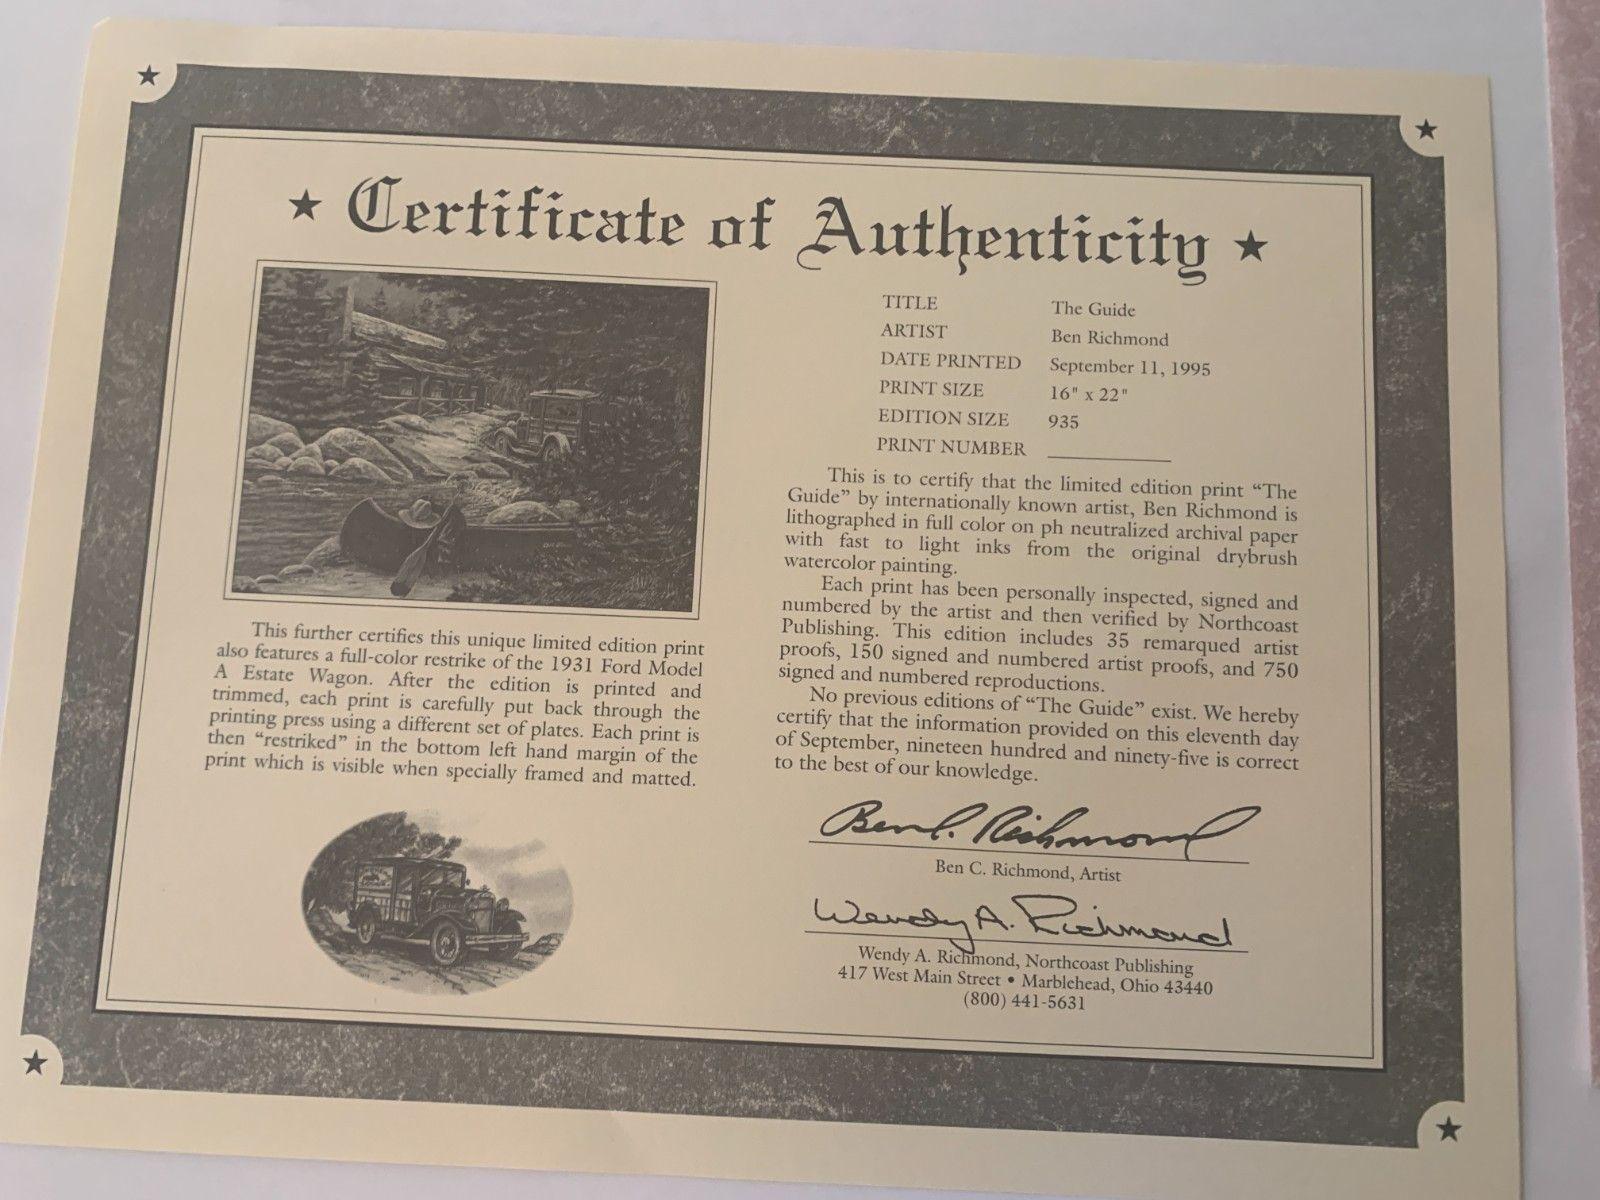 ★ Certificate of Authenticity ★
TITLE The Guide
ARTIST Ben Richmond
DATE PRINTED September 11, 1995
PRINT SIZE 16" x 22"
EDITION SIZE 935
PRINT NUMBER
This is to certify that the limited edition print “The
Guide” by internationally known artist, Ben Richmond is
lithographed in full color on ph neutralized archival paper
with fast to light inks from the original drybrush
watercolor painting.
Each print has been personally inspected, signed and
numbered by the artist and then verified by Northcoast
Publishing. This edition includes 35 remarqued artist
proofs, 150 signed and numbered artist proofs, and 750
signed and numbered reproductions.
No previous editions of “The Guide” exist. We hereby
certify that the information provided on this eleventh day
of September, nineteen hundred and ninety-five is correct
to the best of our knowledge.
This further certifies this unique limited edition print
also features a full-color restrike of the 1931 Ford Model
A Estate Wagon. After the edition is printed and
trimmed, each print is carefully put back through the
printing press using a different set of plates. Each print is
then “restriked” in the bottom left hand margin of the
print which is visible when specially framed and matted.
Ben C. Richmond
Ben C. Richmond, Artist
Wendy A. Richmond
Wendy A. Richmond, Northcoast Publishing
417 West Main Street • Marblehead, Ohio 43440
(800) 441-5631